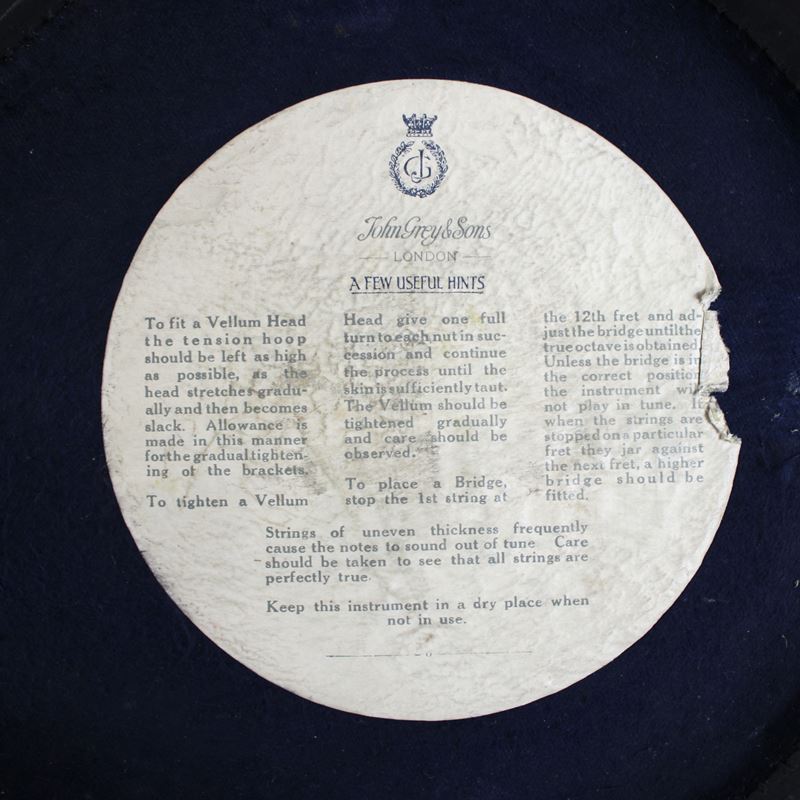 JG
John Grey & Sons
LONDON
A FEW USEFUL HINTS
To fit a Vellum Head
the tension hoop
should be left as high
as possible, as the
head stretches gradu-
ally and then becomes
slack. Allowance is
made in this manner
for the gradual tighten-
ing of the brackets.
To tighten a Vellum
Head give one full
turn to each nut in suc-
cession and continue
the process until the
skin is sufficiently taut.
The Vellum should be
tightened gradually
and care should be
observed.
To place a Bridge,
stop the 1st string at
the 12th fret and ad-
just the bridge until the
true octave is obtained.
Unless the bridge is in
the correct position
the instrument will
not play in tune. If
when the strings are
stopped on a particular
fret they jar against
the next fret, a higher
bridge should be
fitted.
Strings of uneven thickness frequently
cause the notes to sound out of tune Care
should be taken to see that all strings are
perfectly true.
Keep this instrument in a dry place when
not in use.